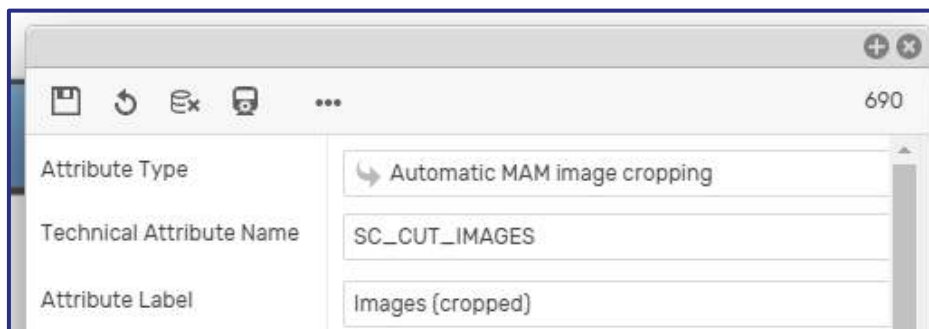 690
Attribute Type
Automatic MAM image cropping
Technical Attribute Name
SC_CUT_IMAGES
Attribute Label
Images (cropped)